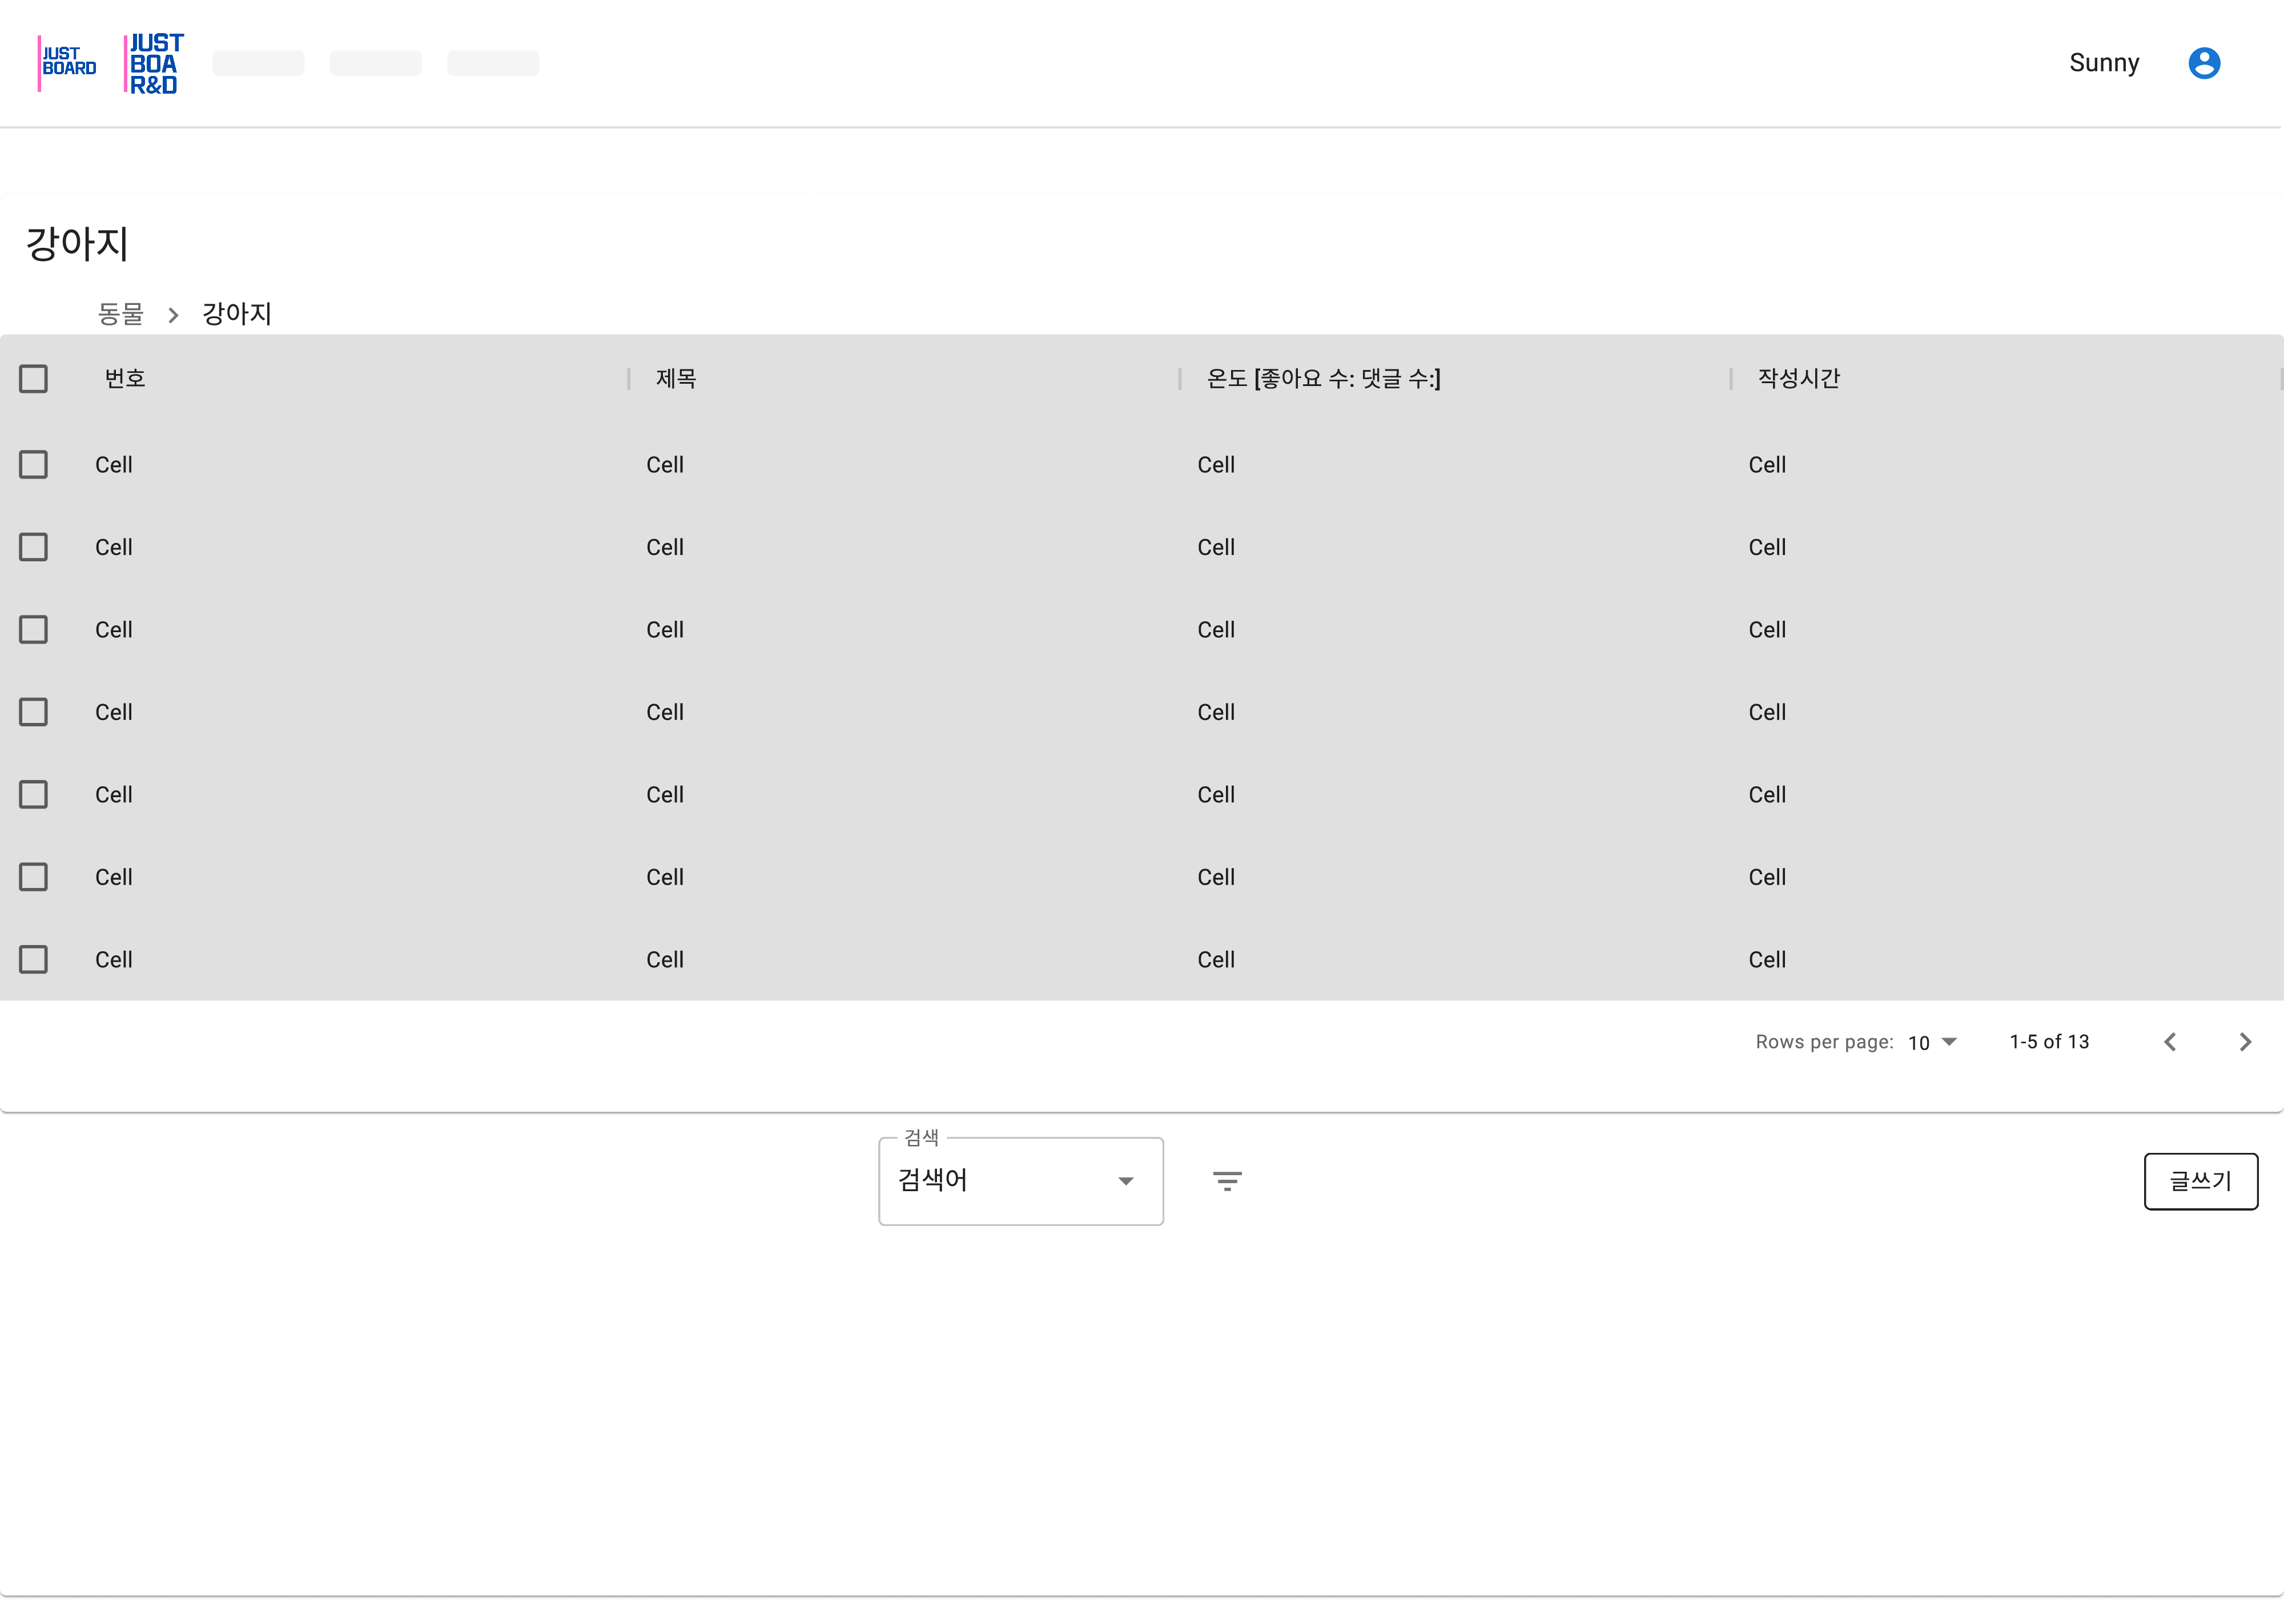 JUST
BOARD
JUST
BOA
R&D
Sunny
강아지
동물 > 강아지
번호 제목 온도 [좋아요 수: 댓글 수:] 작성시간
Cell Cell Cell Cell
Cell Cell Cell Cell
Cell Cell Cell Cell
Cell Cell Cell Cell
Cell Cell Cell Cell
Cell Cell Cell Cell
Cell Cell Cell Cell
Rows per page: 10 1-5 of 13
검색
검색어
글쓰기